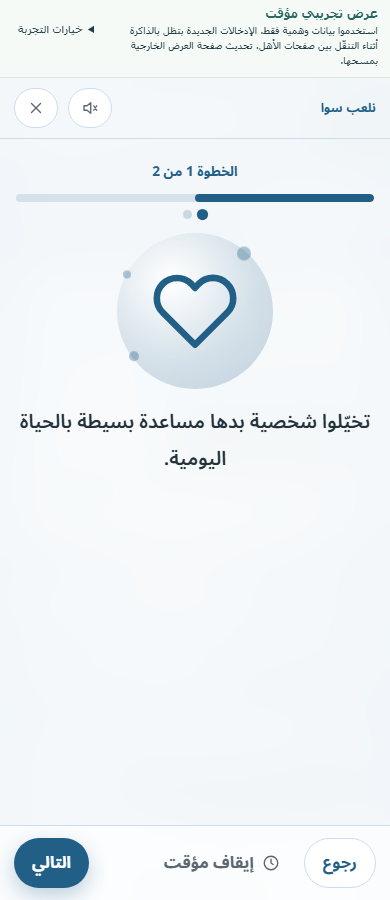 عرض تجريبي مؤقت
استخدموا بيانات وهمية فقط. الإدخالات الجديدة بتظل بالذاكرة
أثناء التنقّل بين صفحات الأهل. تحديث صفحة العرض الخارجية
بمسحها.
◀ خيارات التجربة
نلعب سوا
الخطوة 1 من 2
تخيّلوا شخصية بدها مساعدة بسيطة بالحياة
اليومية.
رجوع
إيقاف مؤقت
التالي